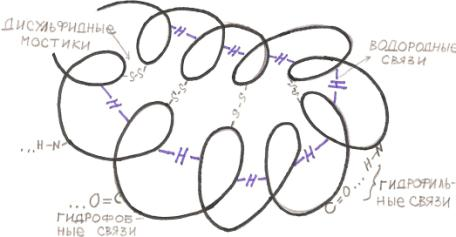 ДИСУЛЬФИДНЫЕ
МОСТИКИ
ВОДОРОДНЫЕ
СВЯЗИ
H
H
H
-S-S-
-S-S-
S-S
S-S
H
H
...H-N
H
H
H
H-N
...O=C
C=O...
ГИДРОФОБ-
НЫЕ СВЯЗИ
ГИДРОФИЛЬ-
НЫЕ СВЯЗИ